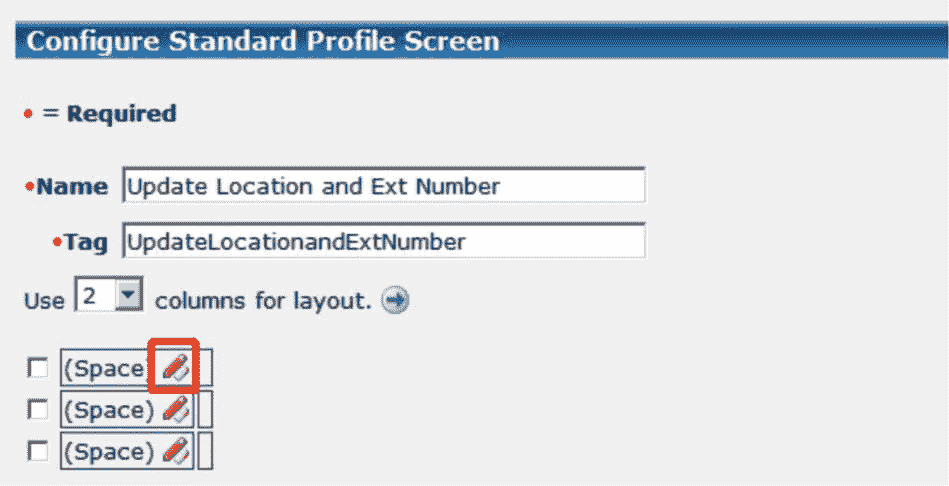 Configure Standard Profile Screen
• = Required
•Name Update Location and Ext Number
•Tag UpdateLocationandExtNumber
Use 2 columns for layout.
(Space)
(Space)
(Space)